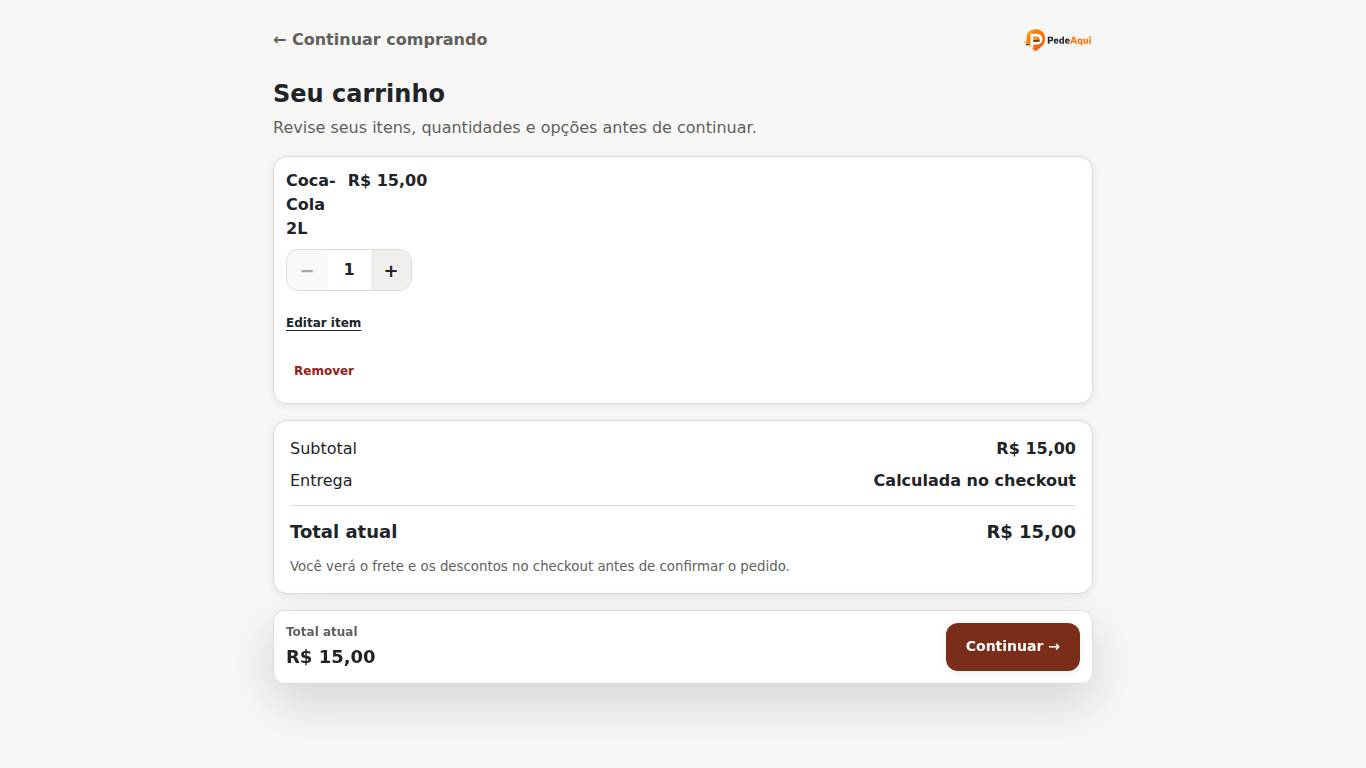 ← Continuar comprando
PedeAqui
Seu carrinho
Revise seus itens, quantidades e opções antes de continuar.
Coca- R$ 15,00
Cola
2L
− 1 +
Editar item
Remover
Subtotal R$ 15,00
Entrega Calculada no checkout
Total atual R$ 15,00
Você verá o frete e os descontos no checkout antes de confirmar o pedido.
Total atual
R$ 15,00
Continuar →